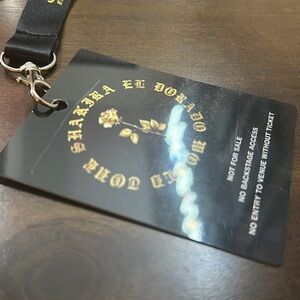 SHAKIRA EL DORADO WORLD TOUR
NOT FOR SALE
NO BACKSTAGE ACCESS
NO ENTRY TO VENUE WITHOUT TICKET